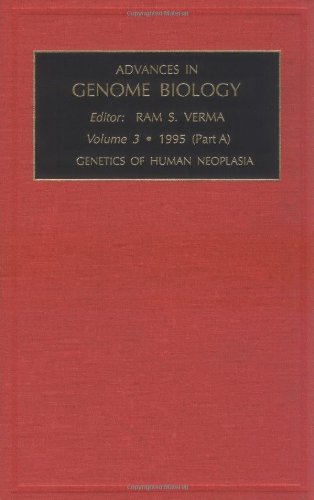 ADVANCES IN
GENOME BIOLOGY
Editor: RAM S. VERMA
Volume 3 • 1995 (Part A)
GENETICS OF HUMAN NEOPLASIA